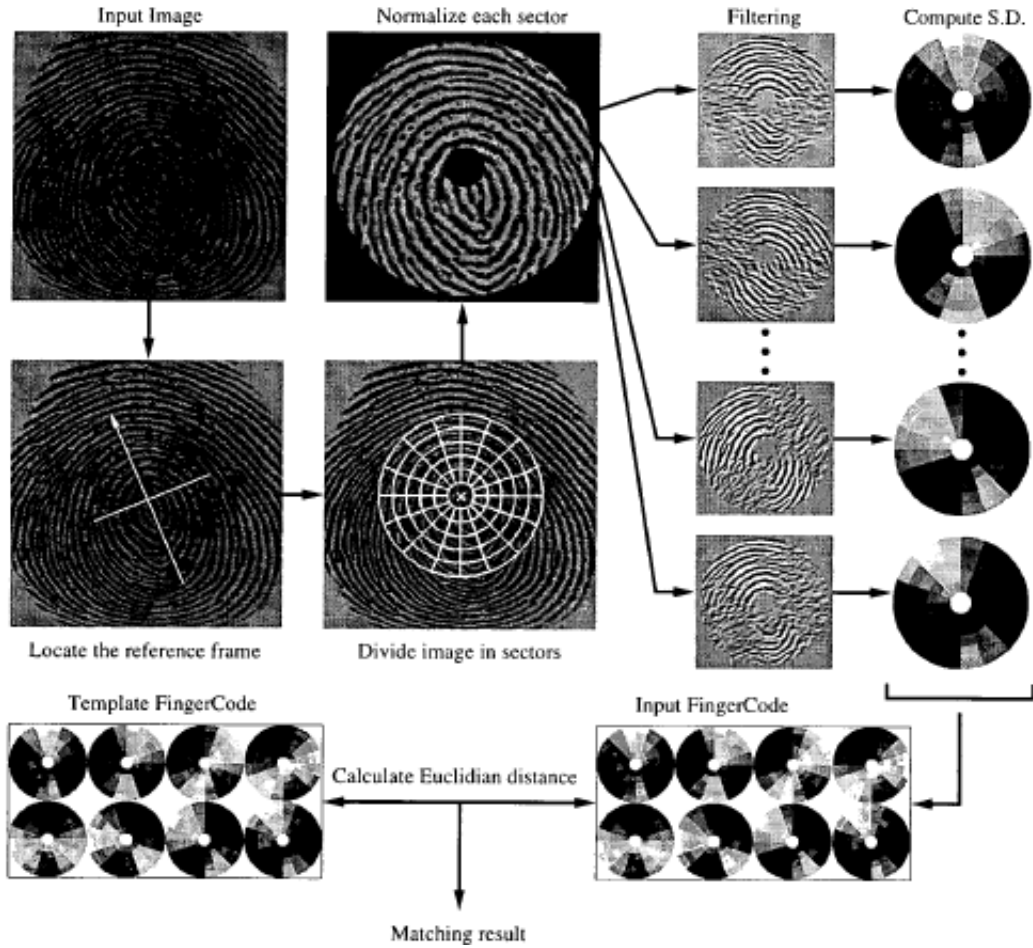 Input Image
Normalize each sector
Filtering
Compute S.D.
Locate the reference frame
Divide image in sectors
Template FingerCode
Input FingerCode
Calculate Euclidian distance
Matching result